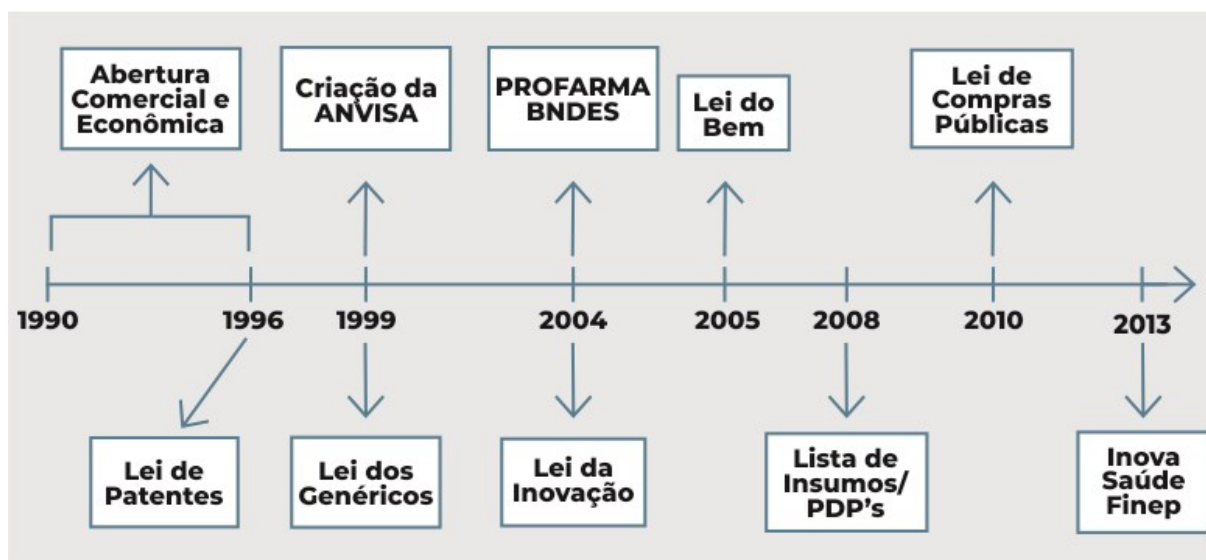 Abertura
Comercial e
Econômica
Criação da
ANVISA
PROFARMA
BNDES
Lei do
Bem
Lei de
Compras
Públicas
1990
1996
1999
2004
2005
2008
2010
2013
Lei de
Patentes
Lei dos
Genéricos
Lei da
Inovação
Lista de
Insumos/
PDP's
Inova
Saúde
Finep